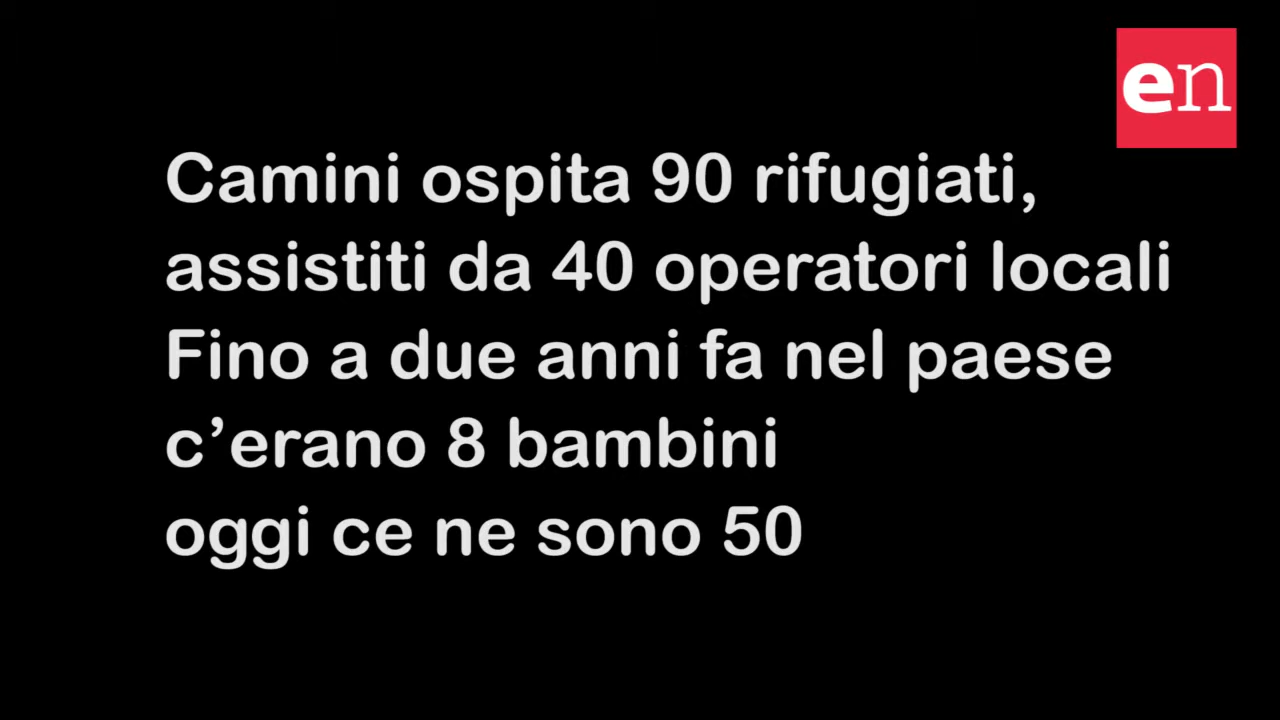 en
Camini ospita 90 rifugiati,
assistiti da 40 operatori locali
Fino a due anni fa nel paese
c’erano 8 bambini
oggi ce ne sono 50